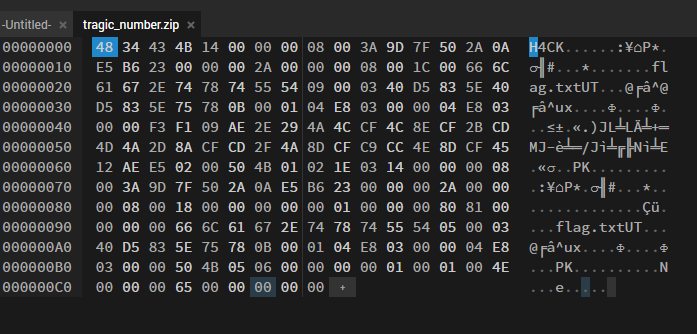 -Untitled- × tragic_number.zip ×
00000000 48 34 43 4B 14 00 00 00 08 00 3A 9D 7F 50 2A 0A H4CK......:¥⌂P*.
00000010 E5 B6 23 00 00 00 2A 00 00 00 08 00 1C 00 66 6C σ╢#...*.......fl
00000020 61 67 2E 74 78 74 55 54 09 00 03 40 D5 83 5E 40 ag.txtUT...@╒â^@
00000030 D5 83 5E 75 78 0B 00 01 04 E8 03 00 00 04 E8 03 ╒â^ux....Φ....Φ.
00000040 00 00 F3 F1 09 AE 2E 29 4A 4C CF 4C 8E CF 2B CD ..≤±.«.)JL╧LÄ╧+═
00000050 4D 4A 2D 8A CF CD 2F 4A 8D CF C9 CC 4E 8D CF 45 MJ-è╧═/Jì╧╔╠Nì╧E
00000060 12 AE E5 02 00 50 4B 01 02 1E 03 14 00 00 00 08 .«σ..PK.........
00000070 00 3A 9D 7F 50 2A 0A E5 B6 23 00 00 00 2A 00 00 .:¥⌂P*.σ╢#...*..
00000080 00 08 00 18 00 00 00 00 00 01 00 00 00 80 81 00 .............Çü.
00000090 00 00 00 66 6C 61 67 2E 74 78 74 55 54 05 00 03 ...flag.txtUT...
000000A0 40 D5 83 5E 75 78 0B 00 01 04 E8 03 00 00 04 E8 @╒â^ux....Φ....Φ
000000B0 03 00 00 50 4B 05 06 00 00 00 00 01 00 01 00 4E ...PK..........N
000000C0 00 00 00 65 00 00 00 00 00 + ...e.....